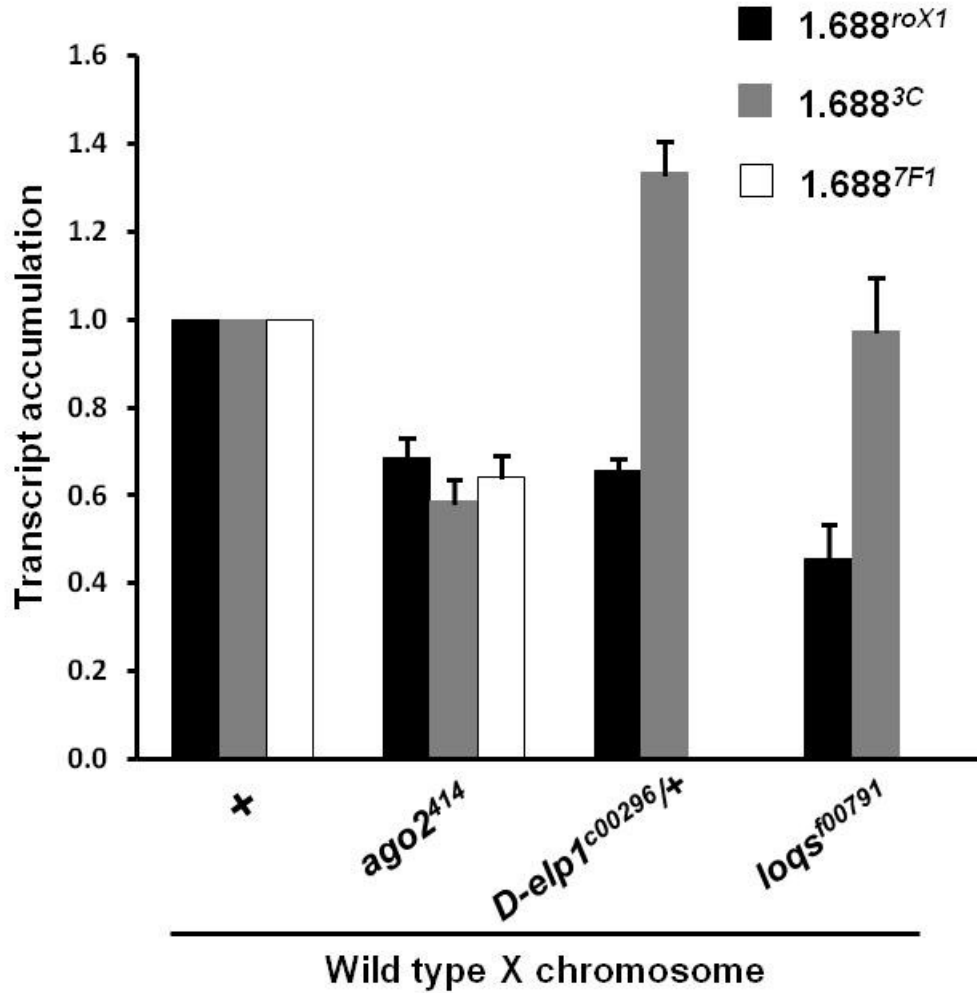 1.688roX1
1.6883C
1.6887F1
Transcript accumulation
1.6
1.4
1.2
1.0
0.8
0.6
0.4
0.2
0.0
+
ago2414
D-elp1c00296/+
loqsf00791
Wild type X chromosome